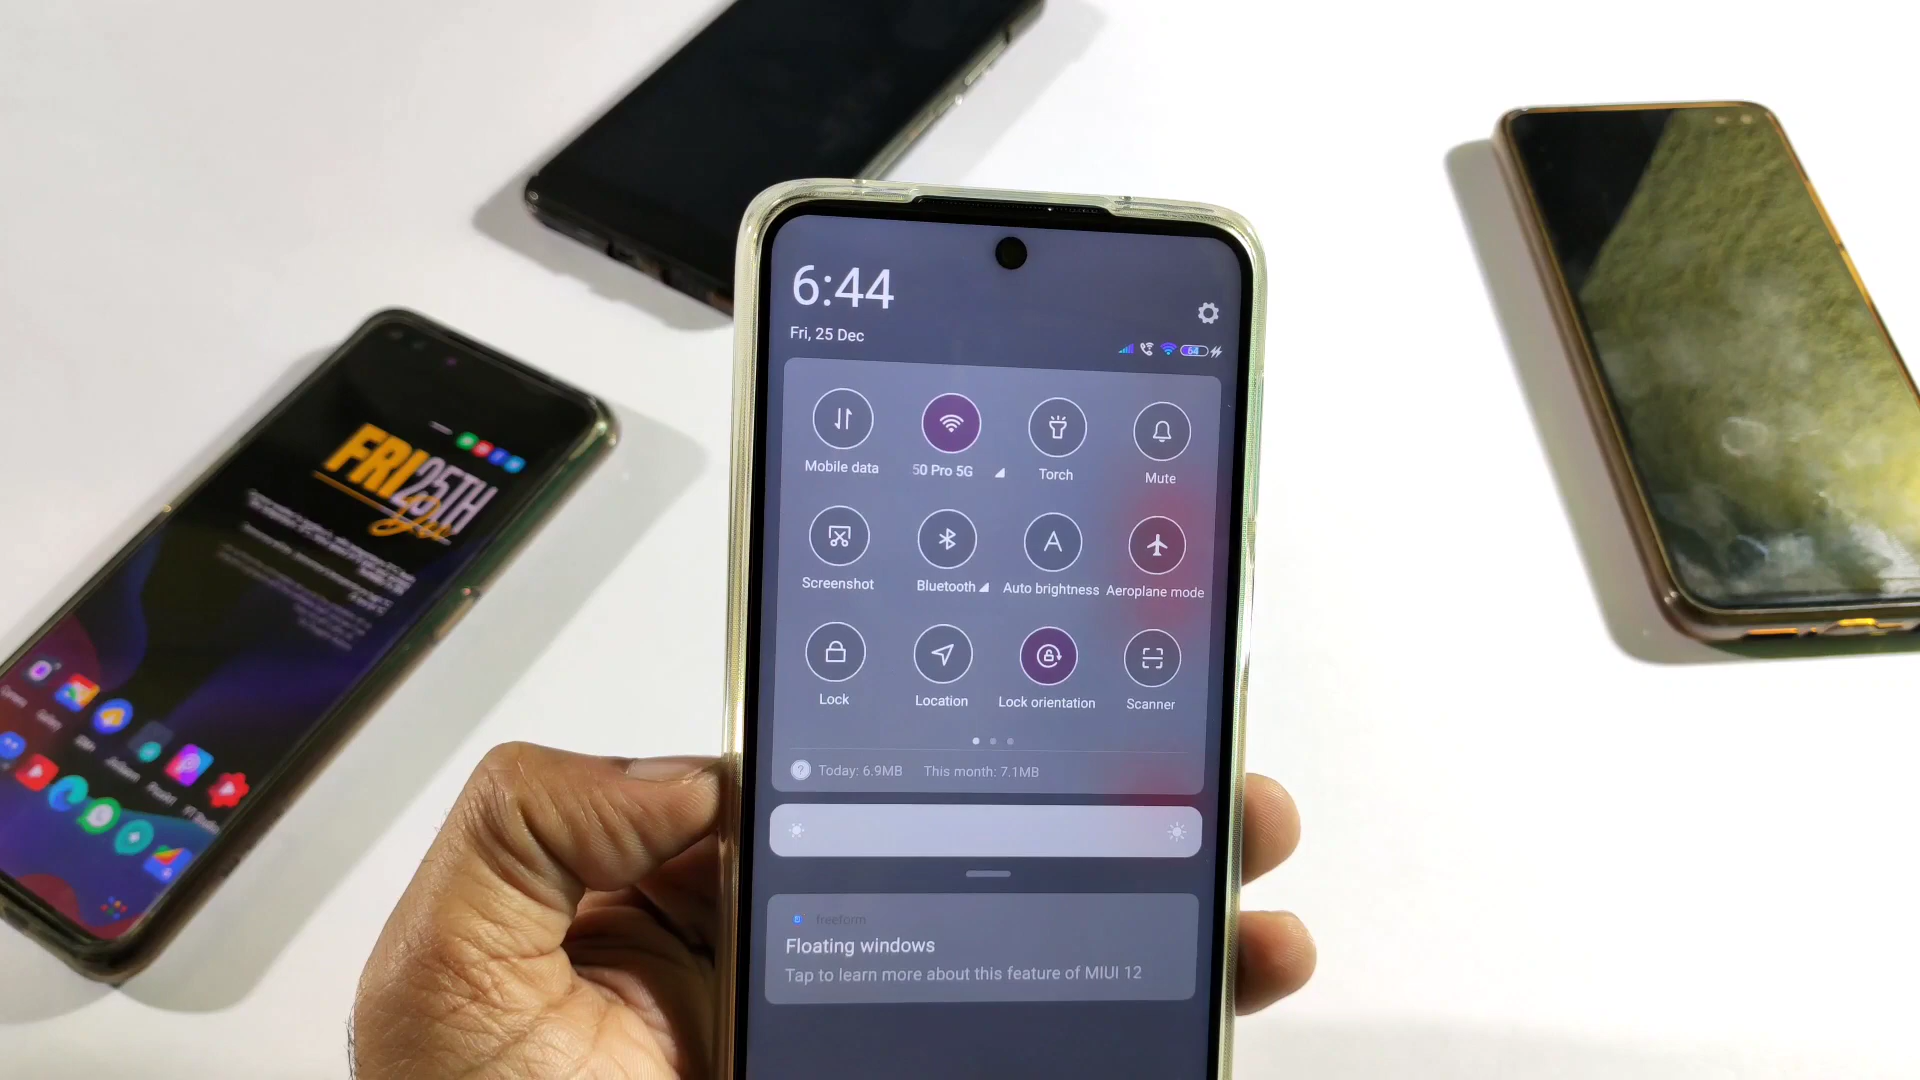 6:44
Fri, 25 Dec
64
Mobile data
50 Pro 5G
Torch
Mute
Screenshot
Bluetooth
Auto brightness
Aeroplane mode
Lock
Location
Lock orientation
Scanner
Today: 6.9MB This month: 7.1MB
freeform
Floating windows
Tap to learn more about this feature of MIUI 12
FRI 25TH